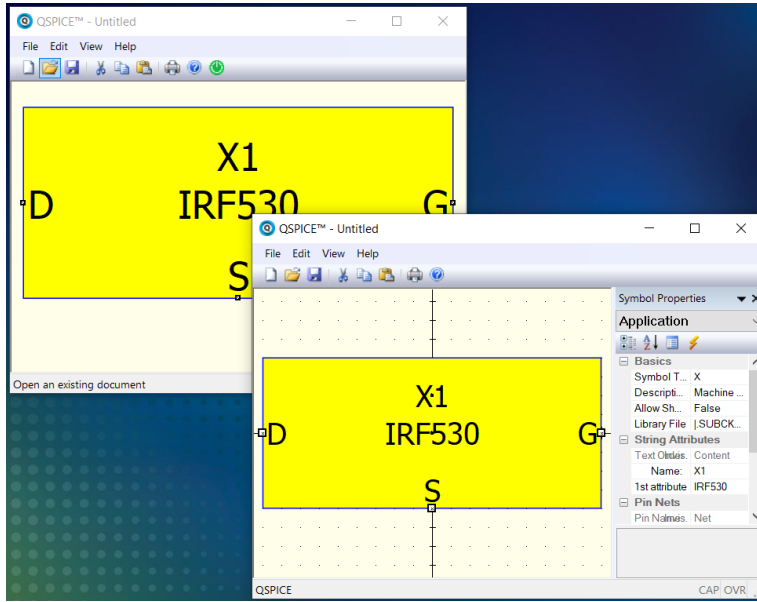 QSPICE™ - Untitled
File Edit View Help
X1
IRF530
D
G
S
Open an existing document
QSPICE™ - Untitled
File Edit View Help
X1
IRF530
D
G
S
QSPICE
CAP OVR
Symbol Properties
Application
Basics
Symbol T... X
Descripti... Machine ...
Allow Sh... False
Library File |.SUBCK...
String Attributes
Content
Name: X1
1st attribute IRF530
Pin Nets
Net